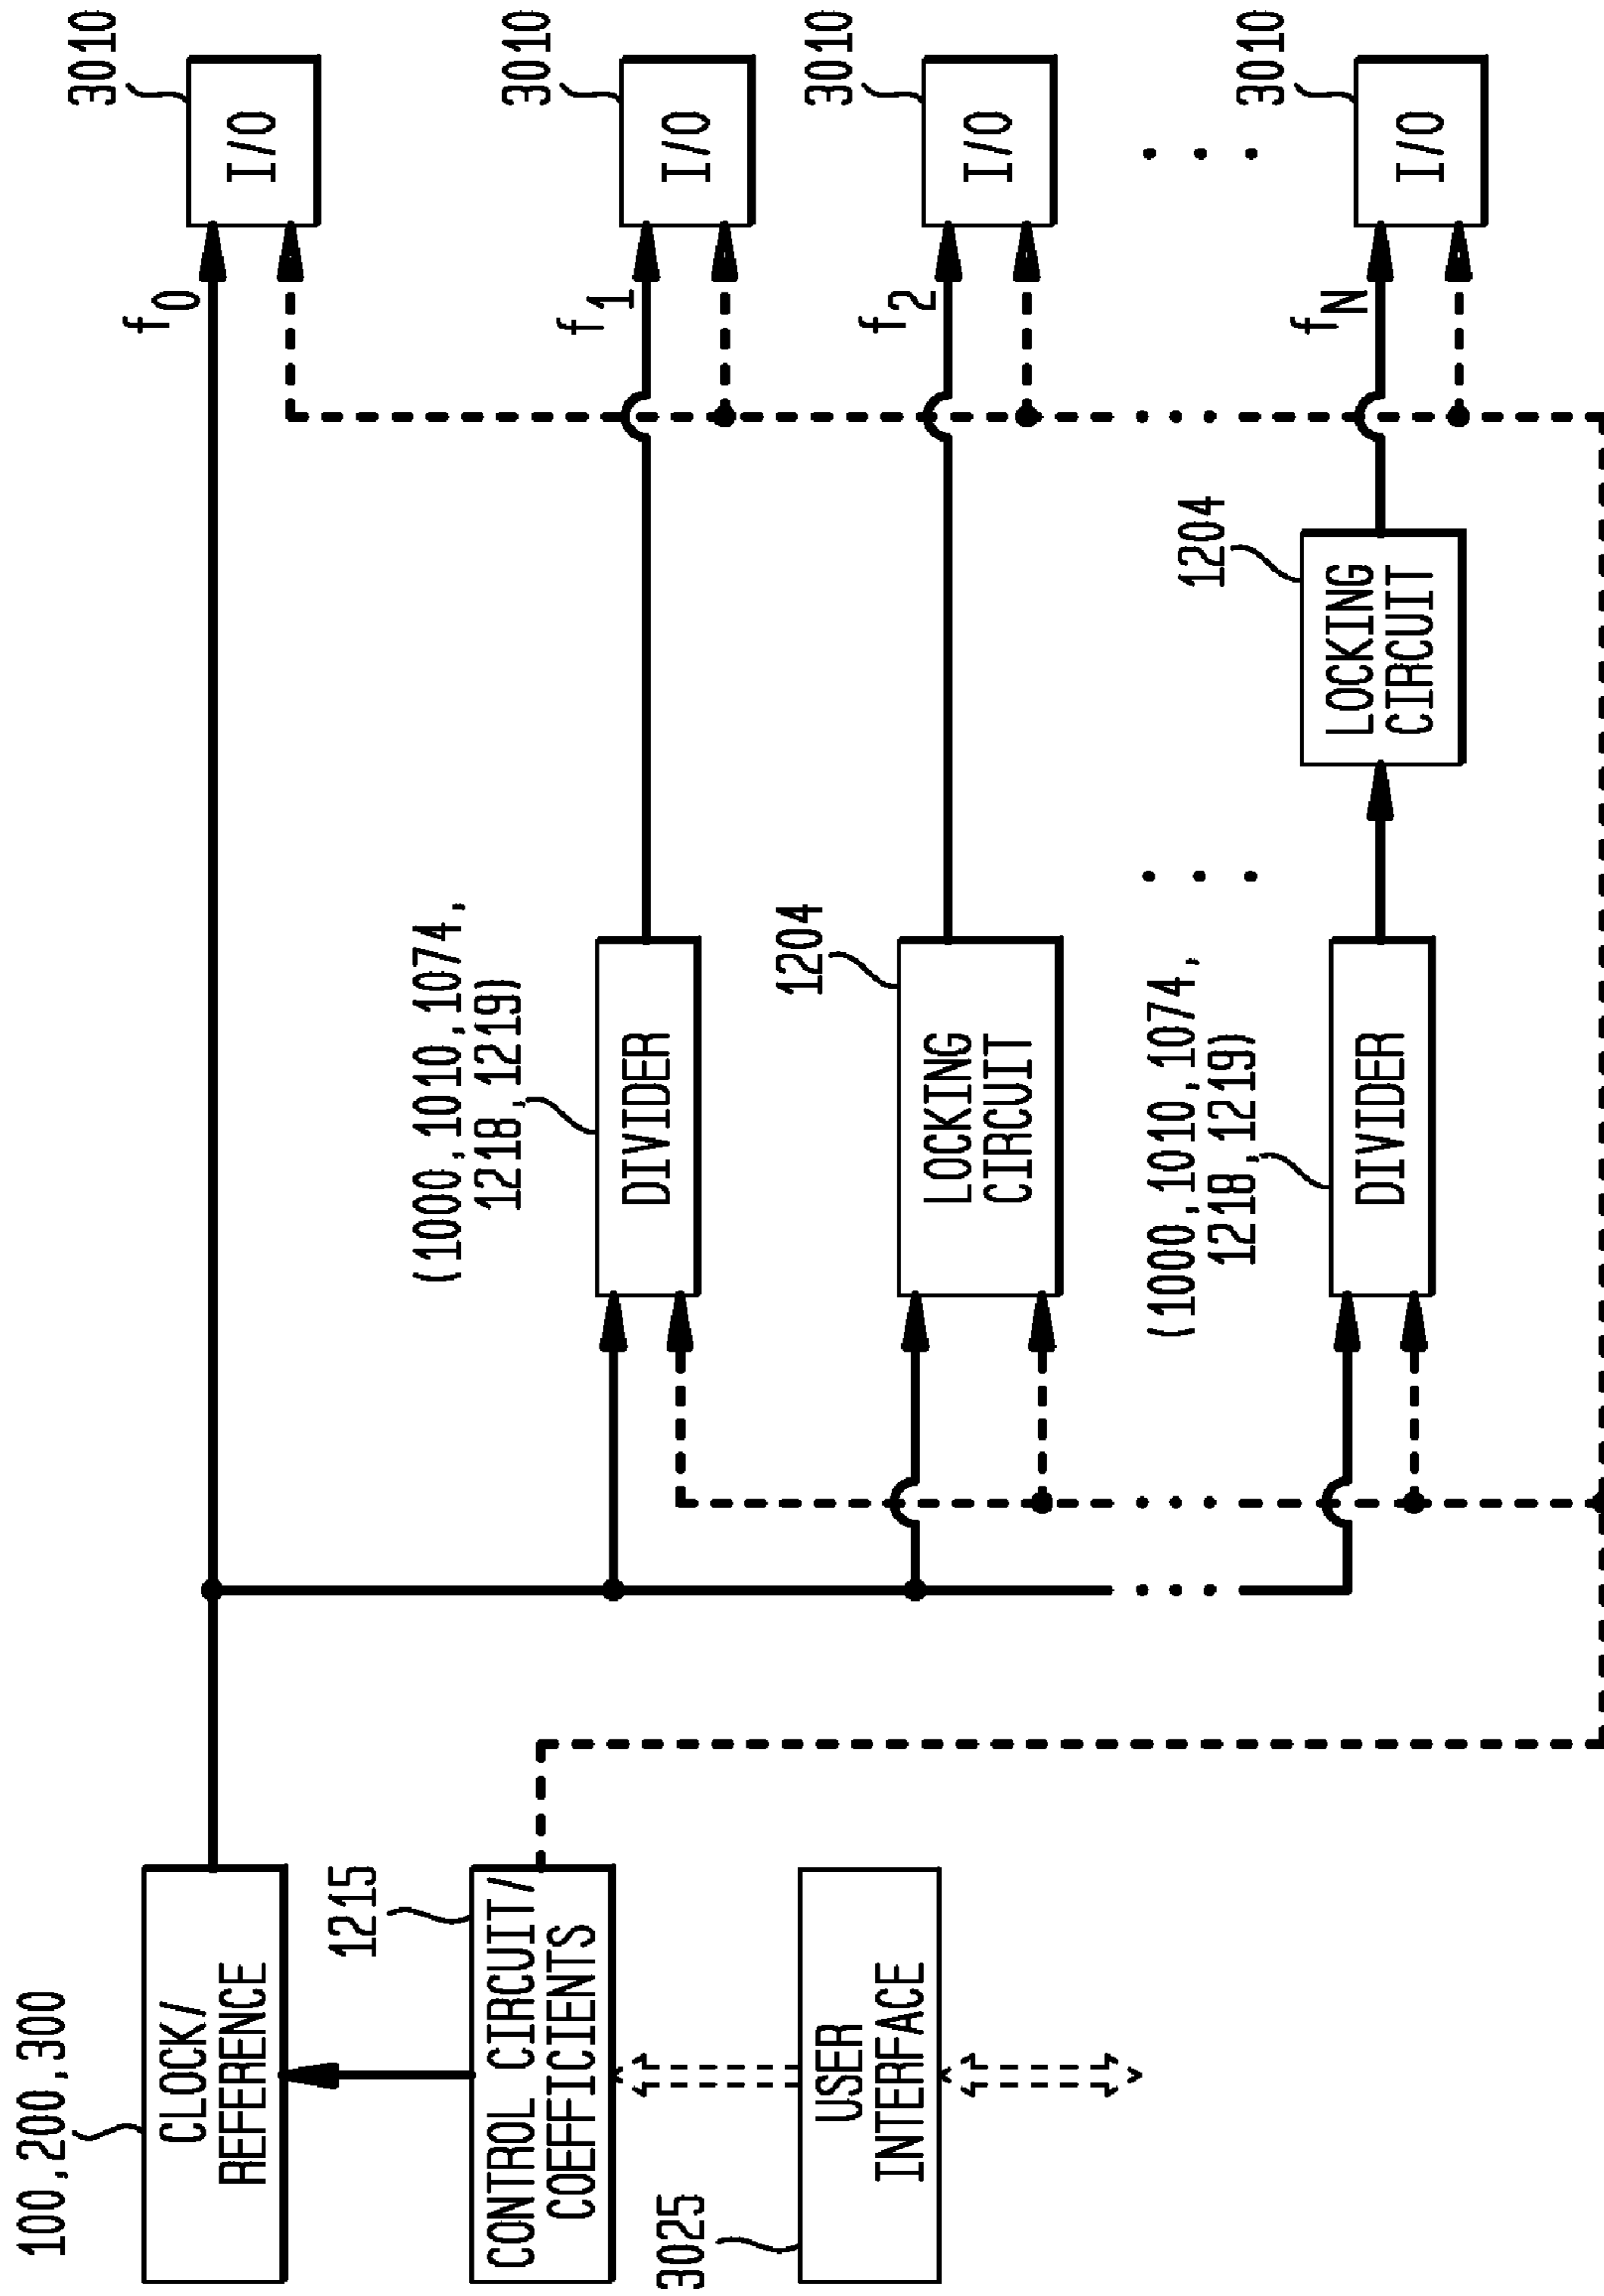 100,200,300
CLOCK/
REFERENCE
f0
I/O
3010
1215
CONTROL CIRCUIT/
COEFFICIENTS
3025
USER
INTERFACE
(1000,1010,1074,
1218,1219)
DIVIDER
f1
I/O
3010
1204
LOCKING
CIRCUIT
f2
I/O
3010
(1000,1010,1074,
1218,1219)
DIVIDER
1204
LOCKING
CIRCUIT
fN
I/O
3010